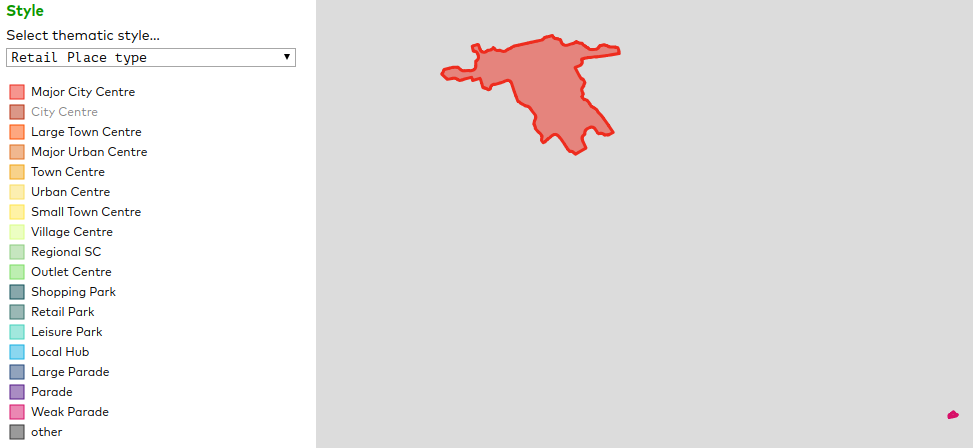 Style
Select thematic style...
Retail Place type
Major City Centre
City Centre
Large Town Centre
Major Urban Centre
Town Centre
Urban Centre
Small Town Centre
Village Centre
Regional SC
Outlet Centre
Shopping Park
Retail Park
Leisure Park
Local Hub
Large Parade
Parade
Weak Parade
other